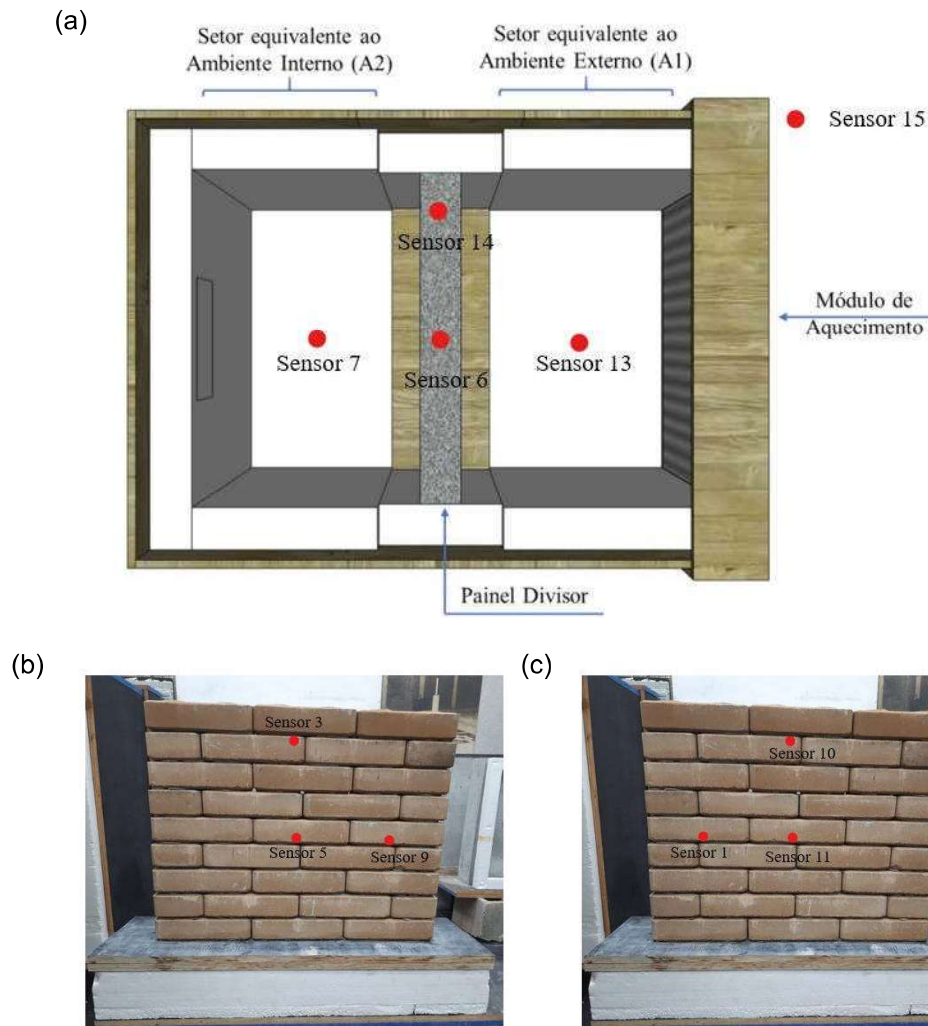 (a)
Setor equivalente ao
Ambiente Interno (A2)
Setor equivalente ao
Ambiente Externo (A1)
Sensor 15
Sensor 14
Módulo de
Aquecimento
Sensor 7
Sensor 6
Sensor 13
Painel Divisor
(b)
Sensor 3
Sensor 5
Sensor 9
(c)
Sensor 10
Sensor 1
Sensor 11